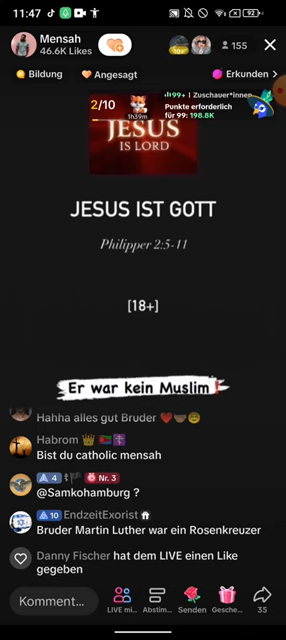 11:47
92
Mensah
46.6K Likes
10+
155
Bildung
Angesagt
Erkunden
2/10
1h39m
99+ | Zuschauer*innen
Punkte erforderlich
für 99: 198.8K
JESUS
IS LORD
JESUS IST GOTT
Philipper 2:5-11
[18+]
Er war kein Muslim❗
Hahha alles gut Bruder
Habrom
Bist du catholic mensah
4
Nr. 3
@Samkohamburg ?
10 EndzeitExorist
Bruder Martin Luther war ein Rosenkreuzer
Danny Fischer hat dem LIVE einen Like
gegeben
Komment...
LIVE mi...
Abstim...
Senden
Gesche...
35